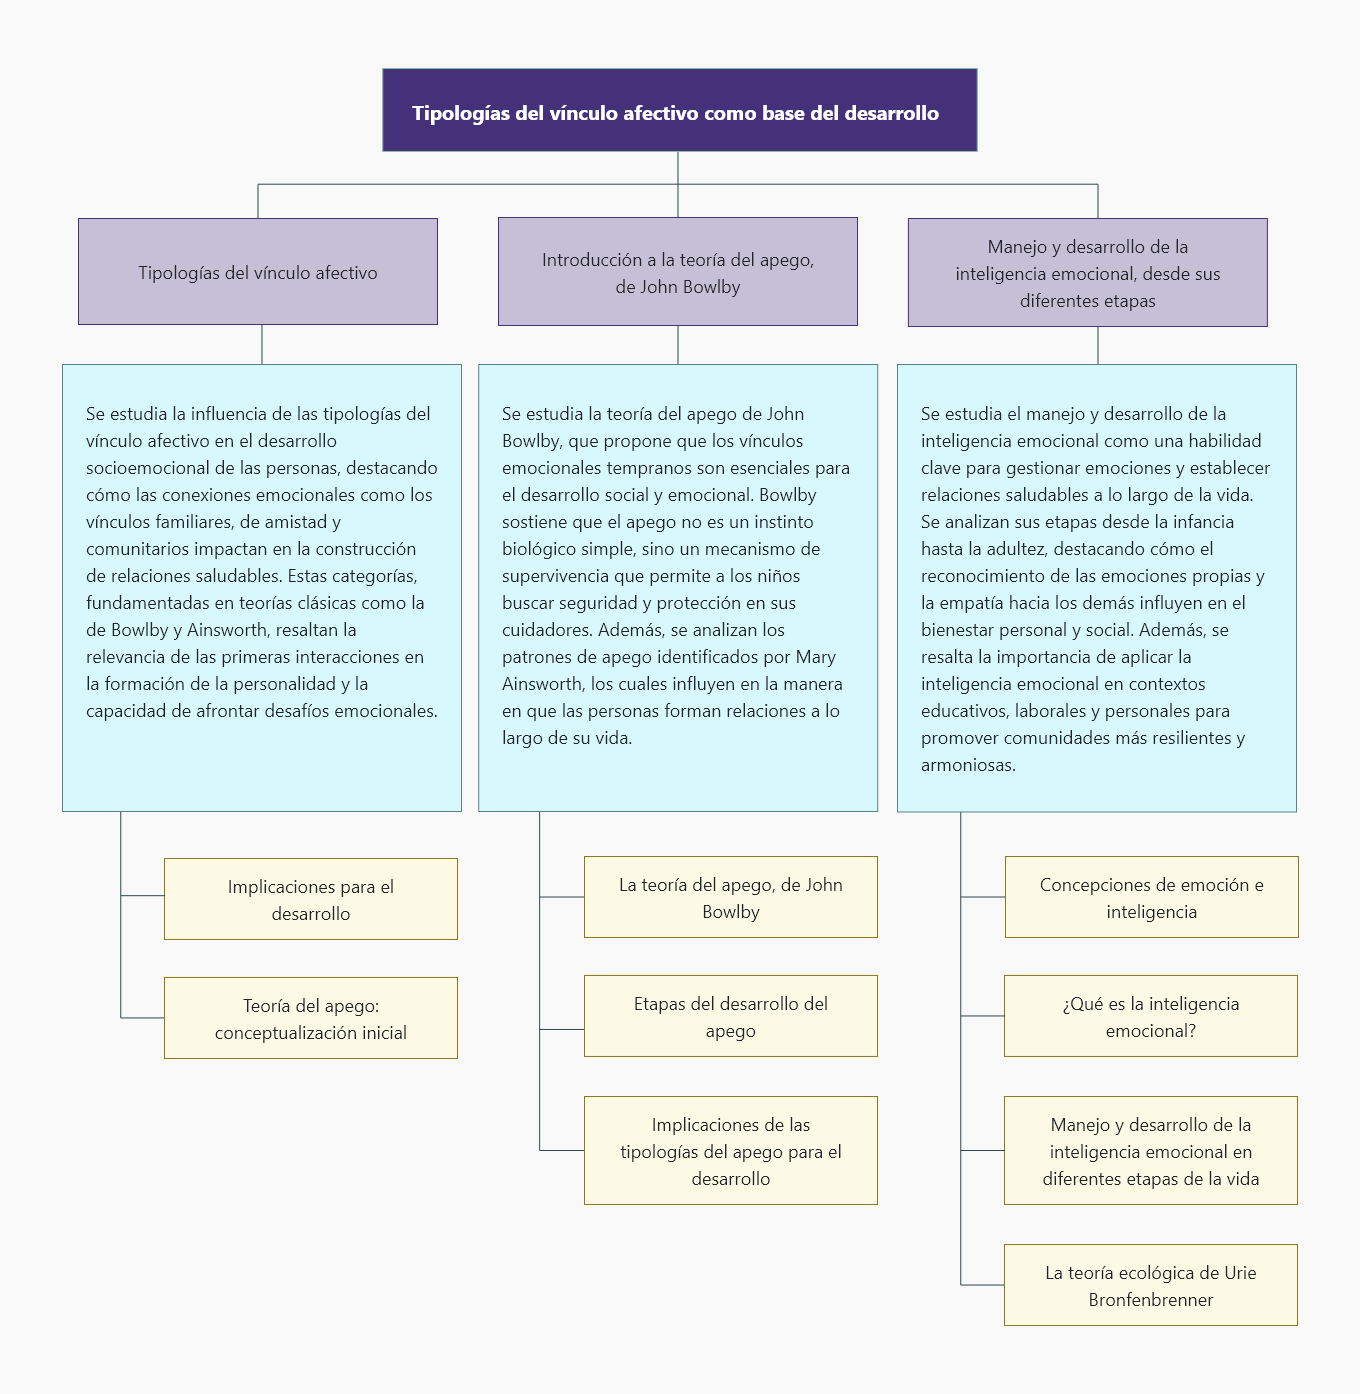 Tipologías del vínculo afectivo como base del desarrollo
Tipologías del vínculo afectivo
Introducción a la teoría del apego,
de John Bowlby
Manejo y desarrollo de la
inteligencia emocional, desde sus
diferentes etapas
Se estudia la influencia de las tipologías del
vínculo afectivo en el desarrollo
socioemocional de las personas, destacando
cómo las conexiones emocionales como los
vínculos familiares, de amistad y
comunitarios impactan en la construcción
de relaciones saludables. Estas categorías,
fundamentadas en teorías clásicas como la
de Bowlby y Ainsworth, resaltan la
relevancia de las primeras interacciones en
la formación de la personalidad y la
capacidad de afrontar desafíos emocionales.
Se estudia la teoría del apego de John
Bowlby, que propone que los vínculos
emocionales tempranos son esenciales para
el desarrollo social y emocional. Bowlby
sostiene que el apego no es un instinto
biológico simple, sino un mecanismo de
supervivencia que permite a los niños
buscar seguridad y protección en sus
cuidadores. Además, se analizan los
patrones de apego identificados por Mary
Ainsworth, los cuales influyen en la manera
en que las personas forman relaciones a lo
largo de su vida.
Se estudia el manejo y desarrollo de la
inteligencia emocional como una habilidad
clave para gestionar emociones y establecer
relaciones saludables a lo largo de la vida.
Se analizan sus etapas desde la infancia
hasta la adultez, destacando cómo el
reconocimiento de las emociones propias y
la empatía hacia los demás influyen en el
bienestar personal y social. Además, se
resalta la importancia de aplicar la
inteligencia emocional en contextos
educativos, laborales y personales para
promover comunidades más resilientes y
armoniosas.
Implicaciones para el
desarrollo
Teoría del apego:
conceptualización inicial
La teoría del apego, de John
Bowlby
Etapas del desarrollo del
apego
Implicaciones de las
tipologías del apego para el
desarrollo
Concepciones de emoción e
inteligencia
¿Qué es la inteligencia
emocional?
Manejo y desarrollo de la
inteligencia emocional en
diferentes etapas de la vida
La teoría ecológica de Urie
Bronfenbrenner